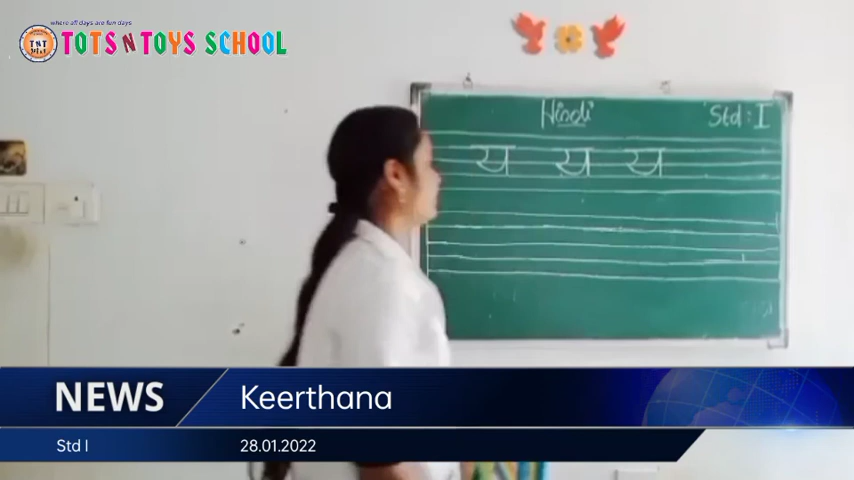 where all days are fun days
TNT
TOTS N TOYS SCHOOL
Hindi
Std : I
य य य
NEWS
Keerthana
Std I
28.01.2022